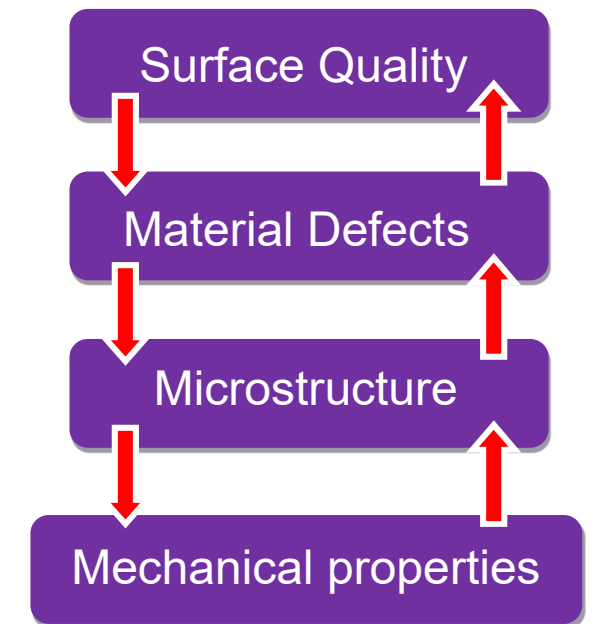 Surface Quality
Material Defects
Microstructure
Mechanical properties